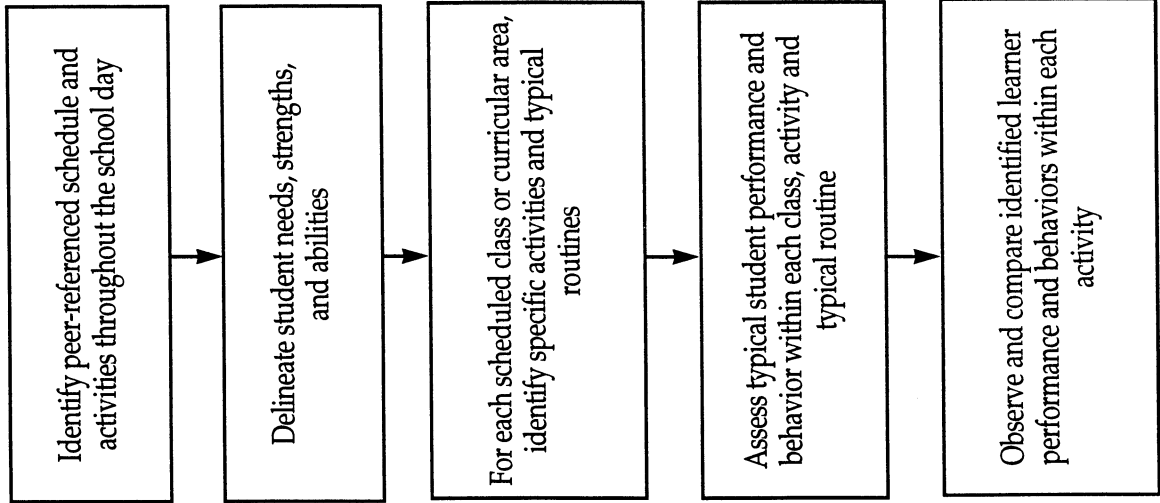 Identify peer-referenced schedule and
activities throughout the school day
Delineate student needs, strengths,
and abilities
For each scheduled class or curricular area,
identify specific activities and typical
routines
Assess typical student performance and
behavior within each class, activity and
typical routine
Observe and compare identified learner
performance and behaviors within each
activity